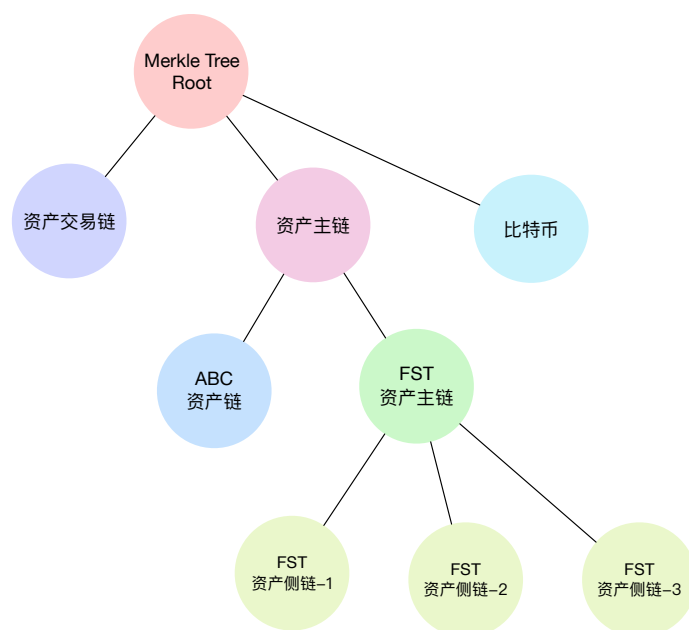 Merkle Tree
Root
资产交易链
资产主链
比特币
ABC
资产链
FST
资产主链
FST
资产侧链–1
FST
资产侧链–2
FST
资产侧链–3